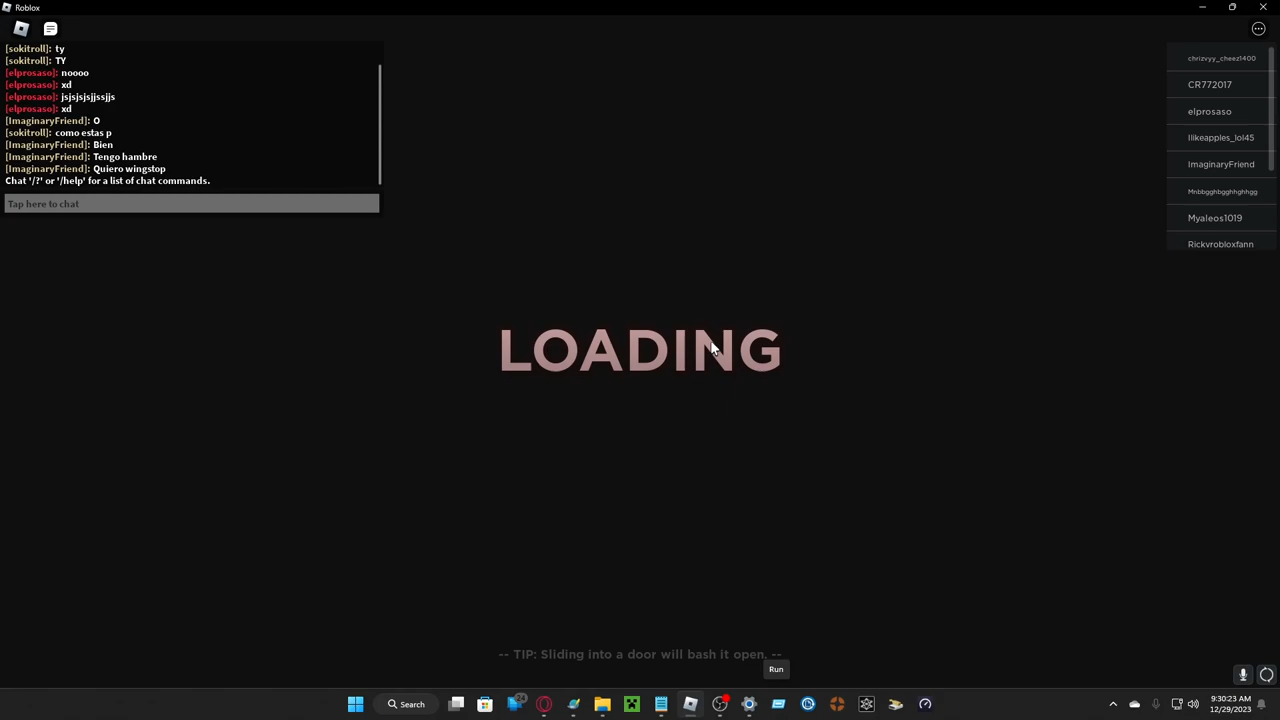 Roblox
[sokitroll]: ty
[sokitroll]: TY
[elprosaso]: noooo
[elprosaso]: xd
[elprosaso]: jsjsjsjsjjssjjs
[elprosaso]: xd
[ImaginaryFriend]: O
[sokitroll]: como estas p
[ImaginaryFriend]: Bien
[ImaginaryFriend]: Tengo hambre
[ImaginaryFriend]: Quiero wingstop
Chat '/?' or '/help' for a list of chat commands.
Tap here to chat
chrizvyy_cheez1400
CR772017
elprosaso
Ilikeapples_lol45
ImaginaryFriend
Mnbbgghbgghhghhgg
Myaleos1019
Rickvrobloxfann
LOADING
-- TIP: Sliding into a door will bash it open. --
Run
Search
24
9:30:23 AM
12/29/2023